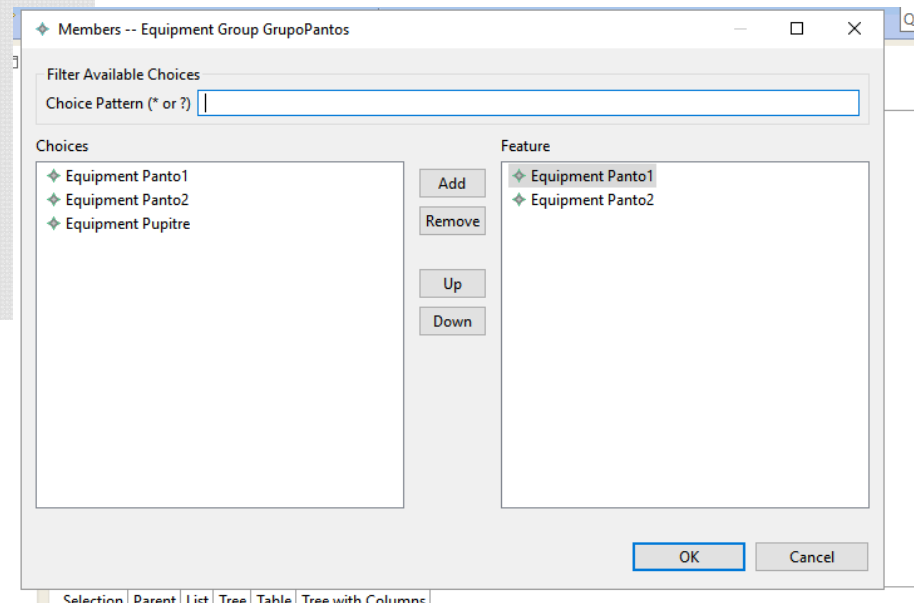 Members -- Equipment Group GrupoPantos
Filter Available Choices
Choice Pattern (* or ?)
Choices
Equipment Panto1
Equipment Panto2
Equipment Pupitre
Add
Remove
Up
Down
Feature
Equipment Panto1
Equipment Panto2
OK
Cancel
Selection Parent List Tree Table Tree with Columns